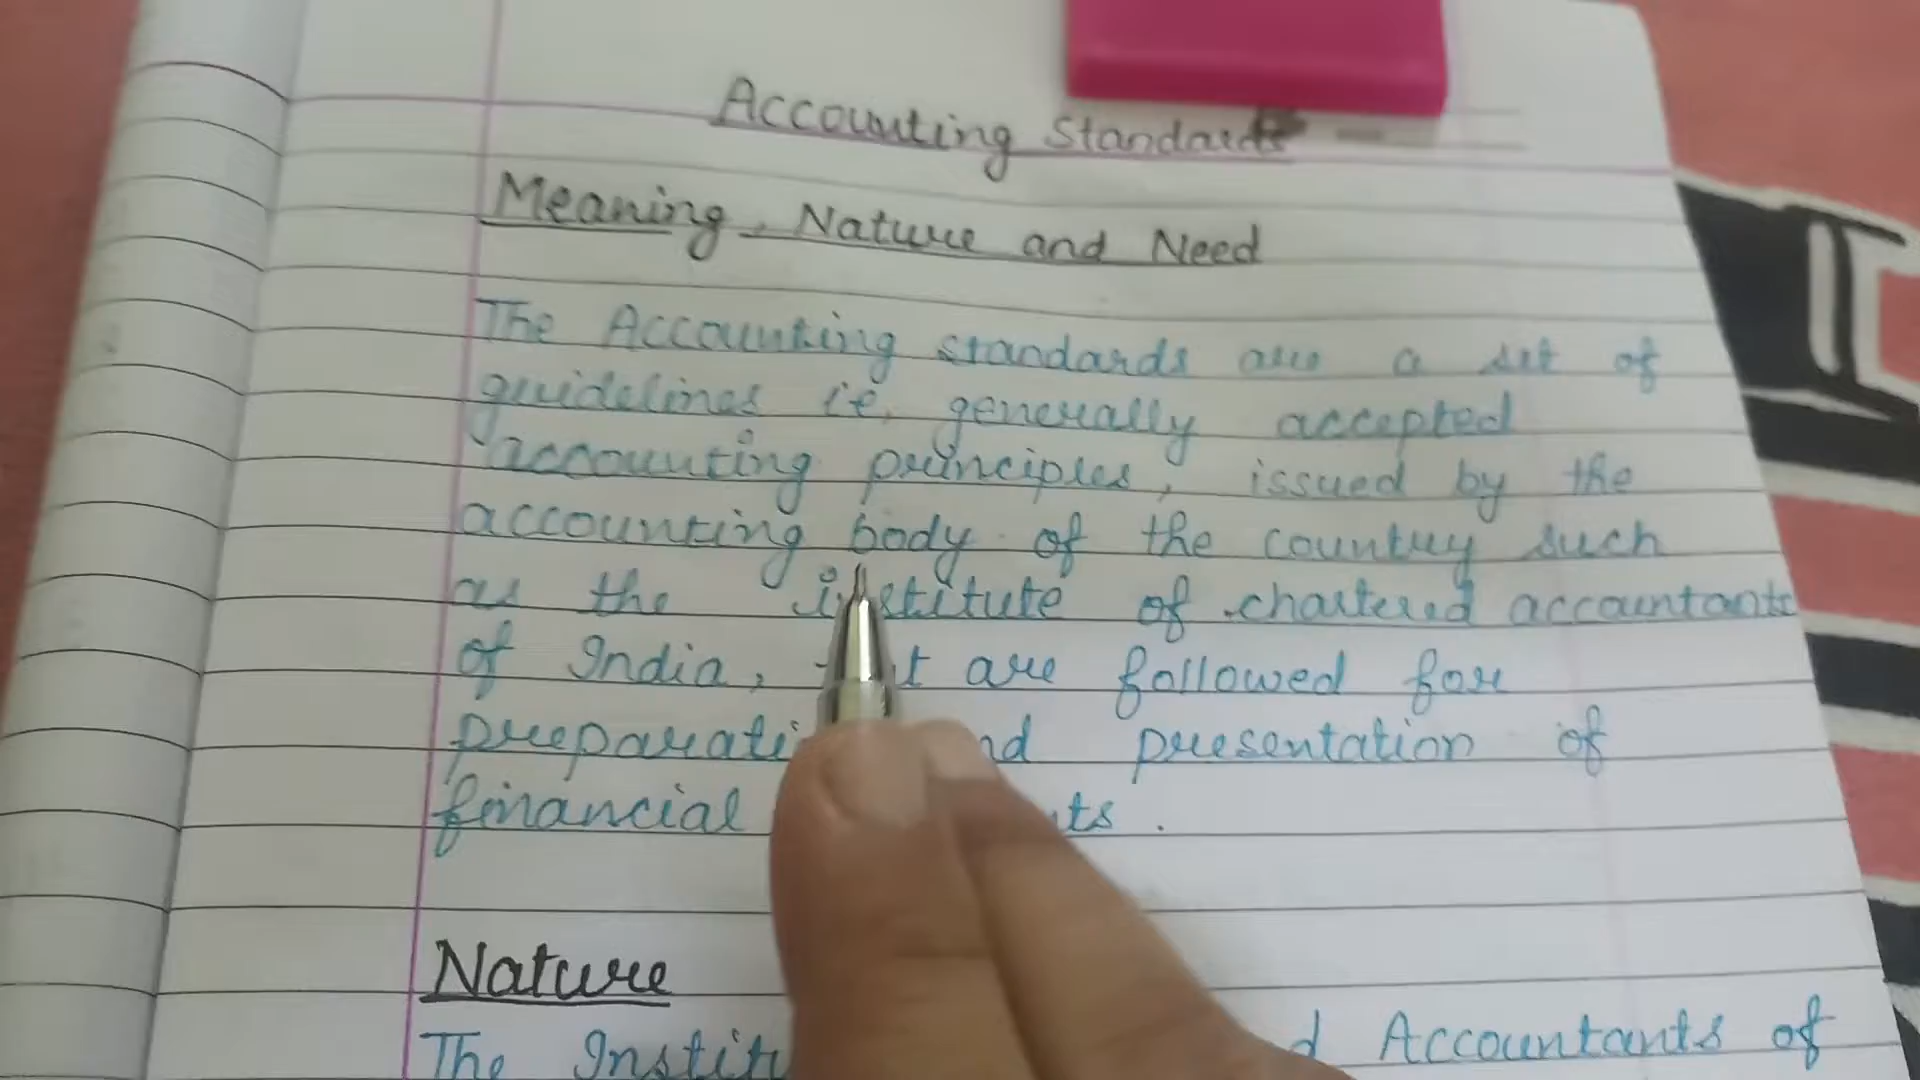 Accounting Standards
Meaning, Nature and Need
The Accounting standards are a set of
guidelines ie, generally accepted
accounting principles, issued by the
accounting body of the country such
as the institute of chartered accountants
of India, are followed for
and presentation of
financial
Nature
The Accountants of